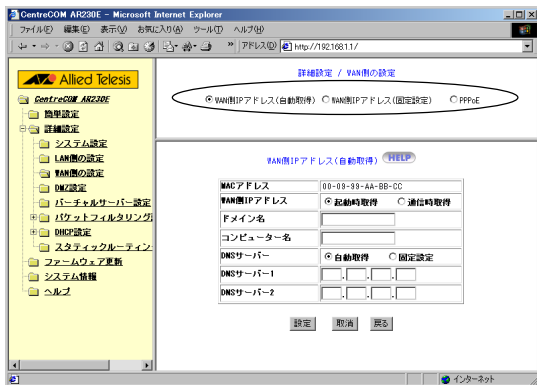 CentreCOM AR230E - Microsoft Internet Explorer
ファイル(F) 編集(E) 表示(V) お気に入り(A) ツール(T) ヘルプ(H)
» アドレス(D) http://192.168.1.1/
Allied Telesis
CentreCOM AR230E
簡単設定
詳細設定
システム設定
LAN側の設定
WAN側の設定
DMZ設定
バーチャルサーバー設定
パケットフィルタリング
DHCP設定
スタティックルーティン
ファームウェア更新
システム情報
ヘルプ
詳細設定 / WAN側の設定
WAN側IPアドレス(自動取得) WAN側IPアドレス(固定設定) PPPoE
WAN側IPアドレス(自動取得) HELP
MACアドレス 00-09-99-AA-BB-CC
WAN側IPアドレス 起動時取得 通信時取得
ドメイン名
コンピューター名
DNSサーバー 自動取得 固定設定
DNSサーバー1 . . .
DNSサーバー2 . . .
設定 取消 戻る
インターネット